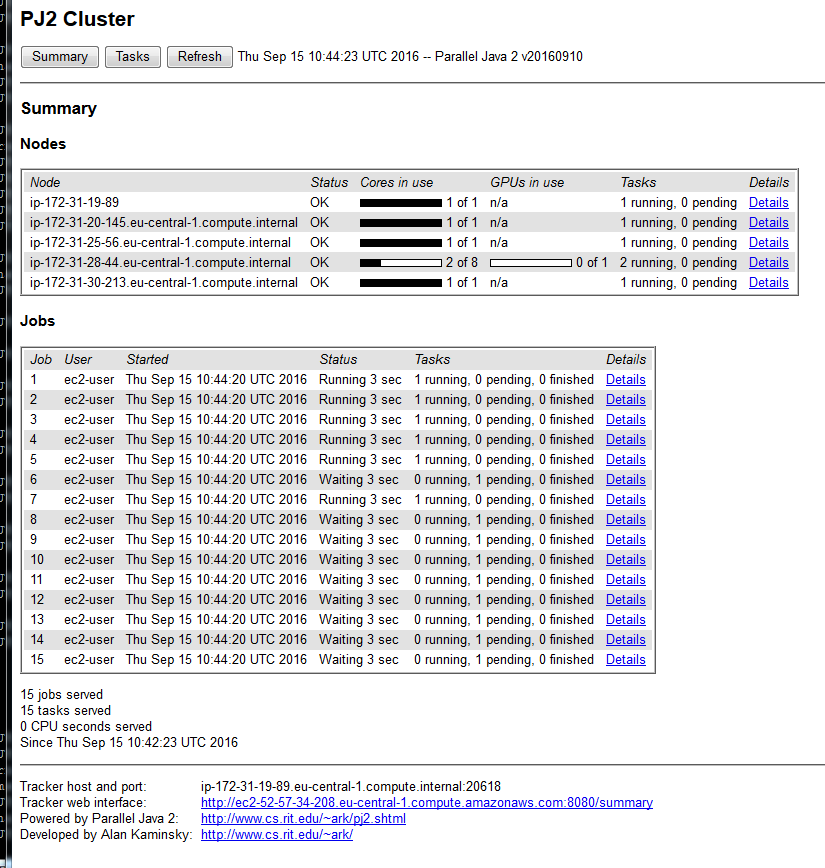 PJ2 Cluster
Summary Tasks Refresh Thu Sep 15 10:44:23 UTC 2016 -- Parallel Java 2 v20160910
Summary
Nodes
Node Status Cores in use GPUs in use Tasks Details
ip-172-31-19-89 OK 1 of 1 n/a 1 running, 0 pending Details
ip-172-31-20-145.eu-central-1.compute.internal OK 1 of 1 n/a 1 running, 0 pending Details
ip-172-31-25-56.eu-central-1.compute.internal OK 1 of 1 n/a 1 running, 0 pending Details
ip-172-31-28-44.eu-central-1.compute.internal OK 2 of 8 0 of 1 2 running, 0 pending Details
ip-172-31-30-213.eu-central-1.compute.internal OK 1 of 1 n/a 1 running, 0 pending Details
Jobs
Job User Started Status Tasks Details
1 ec2-user Thu Sep 15 10:44:20 UTC 2016 Running 3 sec 1 running, 0 pending, 0 finished Details
2 ec2-user Thu Sep 15 10:44:20 UTC 2016 Running 3 sec 1 running, 0 pending, 0 finished Details
3 ec2-user Thu Sep 15 10:44:20 UTC 2016 Running 3 sec 1 running, 0 pending, 0 finished Details
4 ec2-user Thu Sep 15 10:44:20 UTC 2016 Running 3 sec 1 running, 0 pending, 0 finished Details
5 ec2-user Thu Sep 15 10:44:20 UTC 2016 Running 3 sec 1 running, 0 pending, 0 finished Details
6 ec2-user Thu Sep 15 10:44:20 UTC 2016 Waiting 3 sec 0 running, 1 pending, 0 finished Details
7 ec2-user Thu Sep 15 10:44:20 UTC 2016 Running 3 sec 1 running, 0 pending, 0 finished Details
8 ec2-user Thu Sep 15 10:44:20 UTC 2016 Waiting 3 sec 0 running, 1 pending, 0 finished Details
9 ec2-user Thu Sep 15 10:44:20 UTC 2016 Waiting 3 sec 0 running, 1 pending, 0 finished Details
10 ec2-user Thu Sep 15 10:44:20 UTC 2016 Waiting 3 sec 0 running, 1 pending, 0 finished Details
11 ec2-user Thu Sep 15 10:44:20 UTC 2016 Waiting 3 sec 0 running, 1 pending, 0 finished Details
12 ec2-user Thu Sep 15 10:44:20 UTC 2016 Waiting 3 sec 0 running, 1 pending, 0 finished Details
13 ec2-user Thu Sep 15 10:44:20 UTC 2016 Waiting 3 sec 0 running, 1 pending, 0 finished Details
14 ec2-user Thu Sep 15 10:44:20 UTC 2016 Waiting 3 sec 0 running, 1 pending, 0 finished Details
15 ec2-user Thu Sep 15 10:44:20 UTC 2016 Waiting 3 sec 0 running, 1 pending, 0 finished Details
15 jobs served
15 tasks served
0 CPU seconds served
Since Thu Sep 15 10:42:23 UTC 2016
Tracker host and port: ip-172-31-19-89.eu-central-1.compute.internal:20618
Tracker web interface: http://ec2-52-57-34-208.eu-central-1.compute.amazonaws.com:8080/summary
Powered by Parallel Java 2: http://www.cs.rit.edu/~ark/pj2.shtml
Developed by Alan Kaminsky: http://www.cs.rit.edu/~ark/